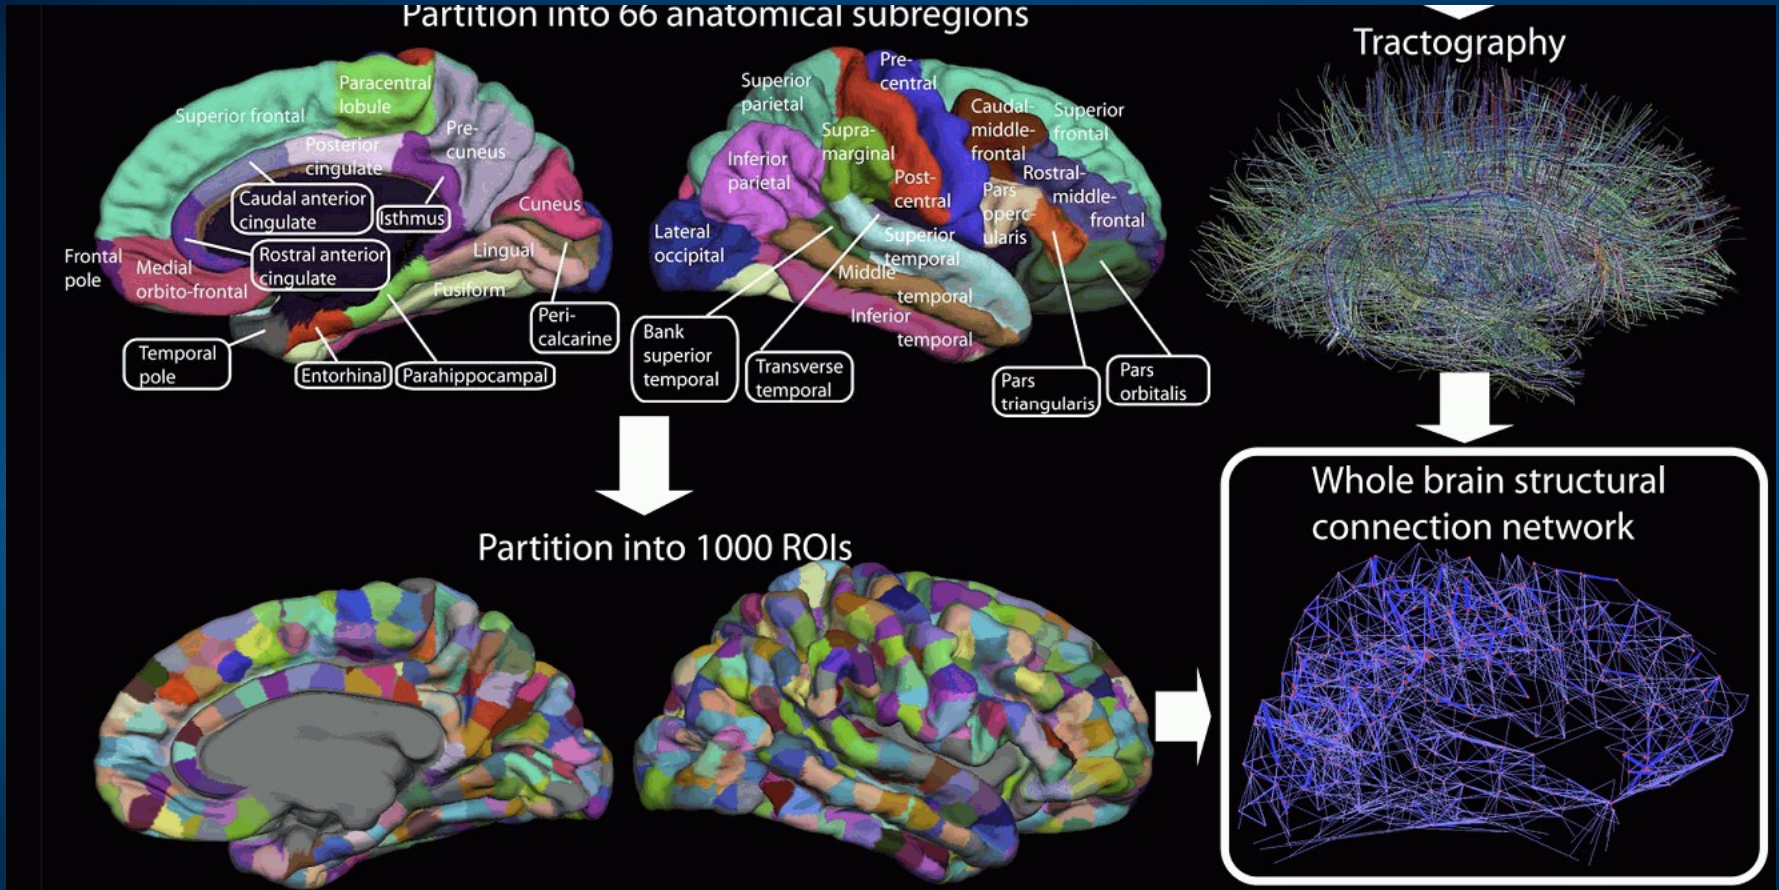 Partition into 66 anatomical subregions
Paracentral
lobule
Superior frontal
Pre-
cuneus
Posterior
cingulate
Caudal anterior
cingulate
Isthmus
Cuneus
Rostral anterior
cingulate
Lingual
Frontal
pole
Medial
orbito-frontal
Fusiform
Peri-
calcarine
Temporal
pole
Entorhinal
Parahippocampal
Superior
parietal
Pre-
central
Caudal-
middle-
frontal
Superior
frontal
Supra-
marginal
Inferior
parietal
Post-
central
Rostral-
middle-
frontal
Pars
operc-
ularis
Lateral
occipital
Superior
temporal
Middle
temporal
Inferior
temporal
Bank
superior
temporal
Transverse
temporal
Pars
triangularis
Pars
orbitalis
Tractography
Partition into 1000 ROIs
Whole brain structural
connection network